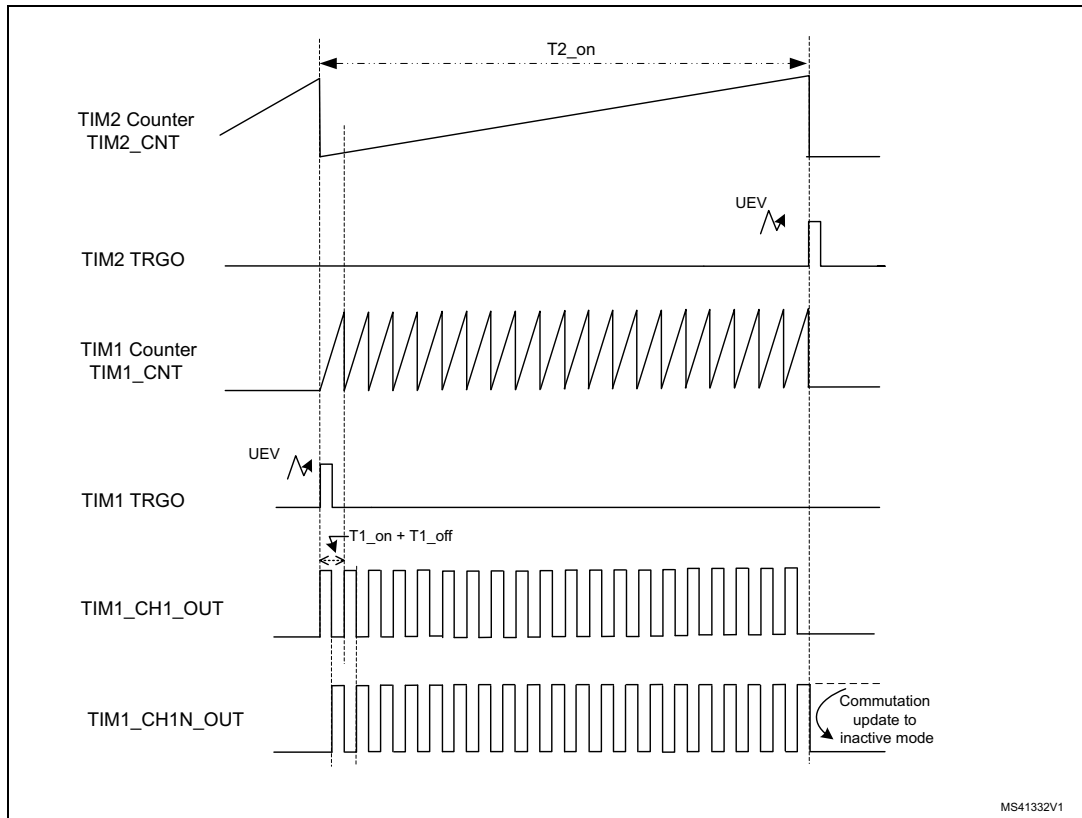 T2_on
TIM2 Counter
TIM2_CNT
UEV
TIM2 TRGO
TIM1 Counter
TIM1_CNT
UEV
TIM1 TRGO
T1_on + T1_off
TIM1_CH1_OUT
TIM1_CH1N_OUT
Commutation
update to
inactive mode
MS41332V1